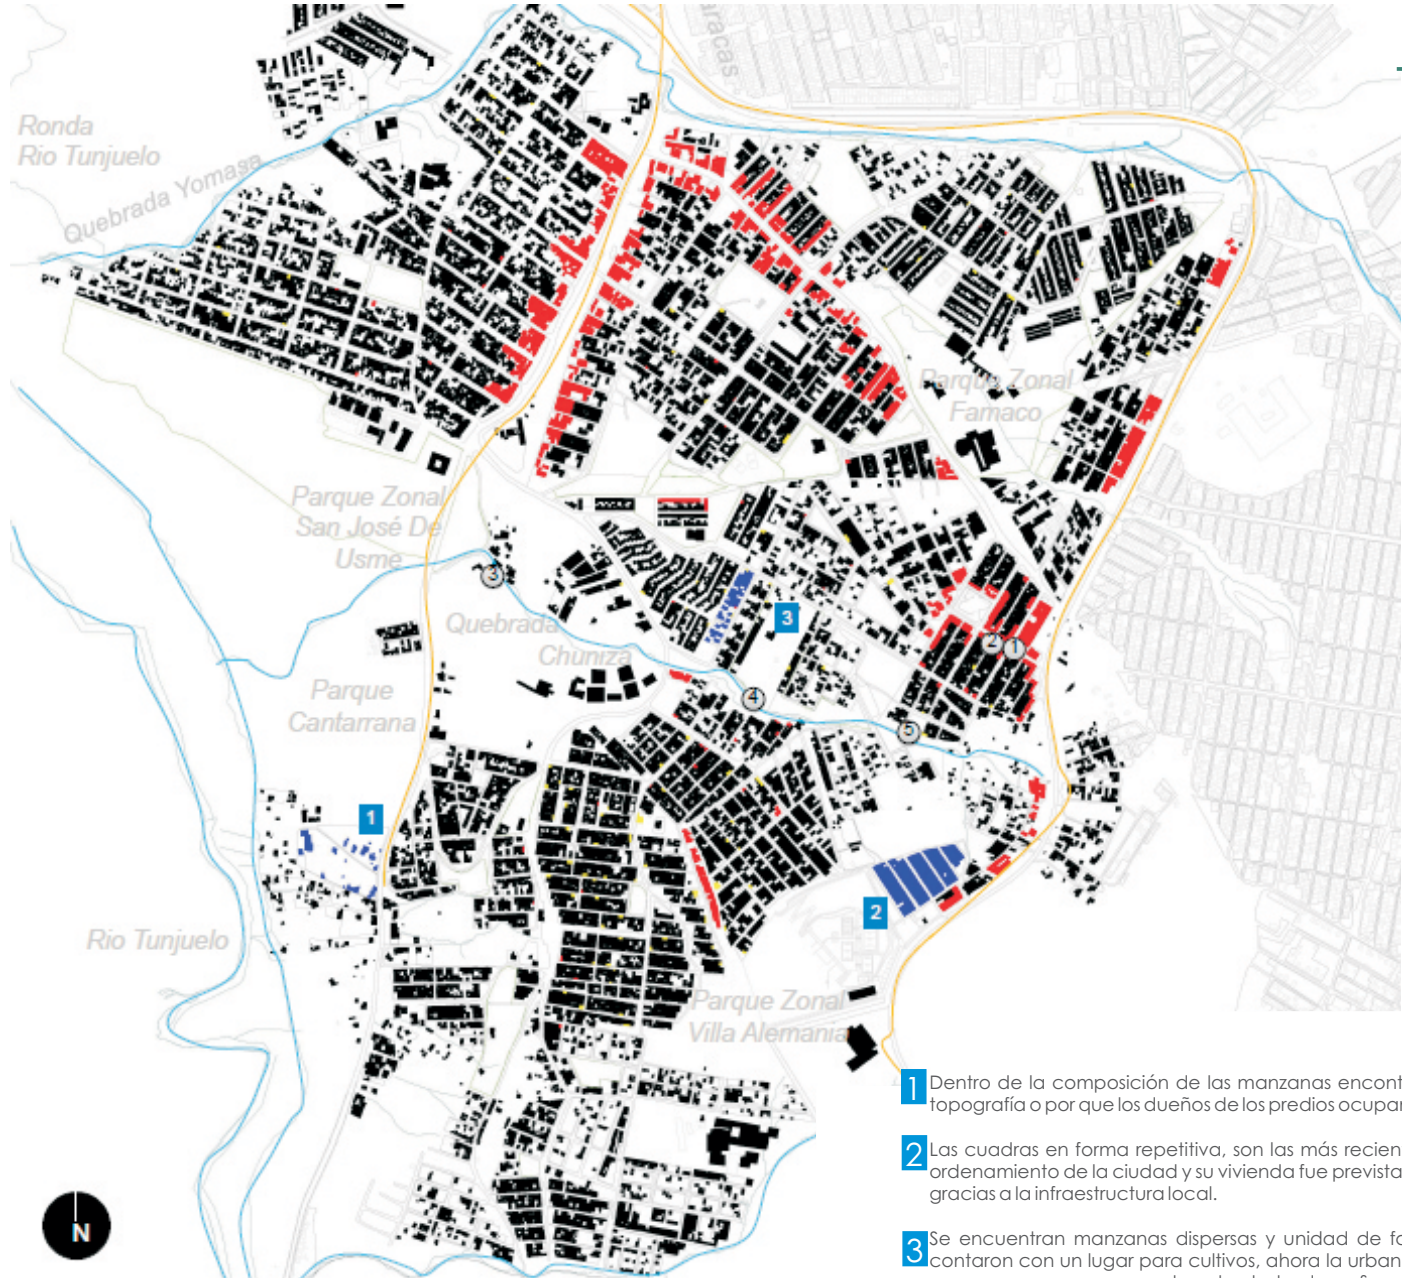 aracas
Ronda
Rio Tunjuelo
Quebrada Yomasa
Parque Zonal
Famaco
Parque Zonal
San José De
Usme
3
Quebrada
Chuniza
3
2
1
Parque
Cantarrana
4
5
1
2
Rio Tunjuelo
Parque Zonal
Villa Alemania
1 Dentro de la composición de las manzanas encont
topografía o por que los dueños de los predios ocupar
2 Las cuadras en forma repetitiva, son las más recien
ordenamiento de la ciudad y su vivienda fue prevista
gracias a la infraestructura local.
3 Se encuentran manzanas dispersas y unidad de fo
contaron con un lugar para cultivos, ahora la urban
N